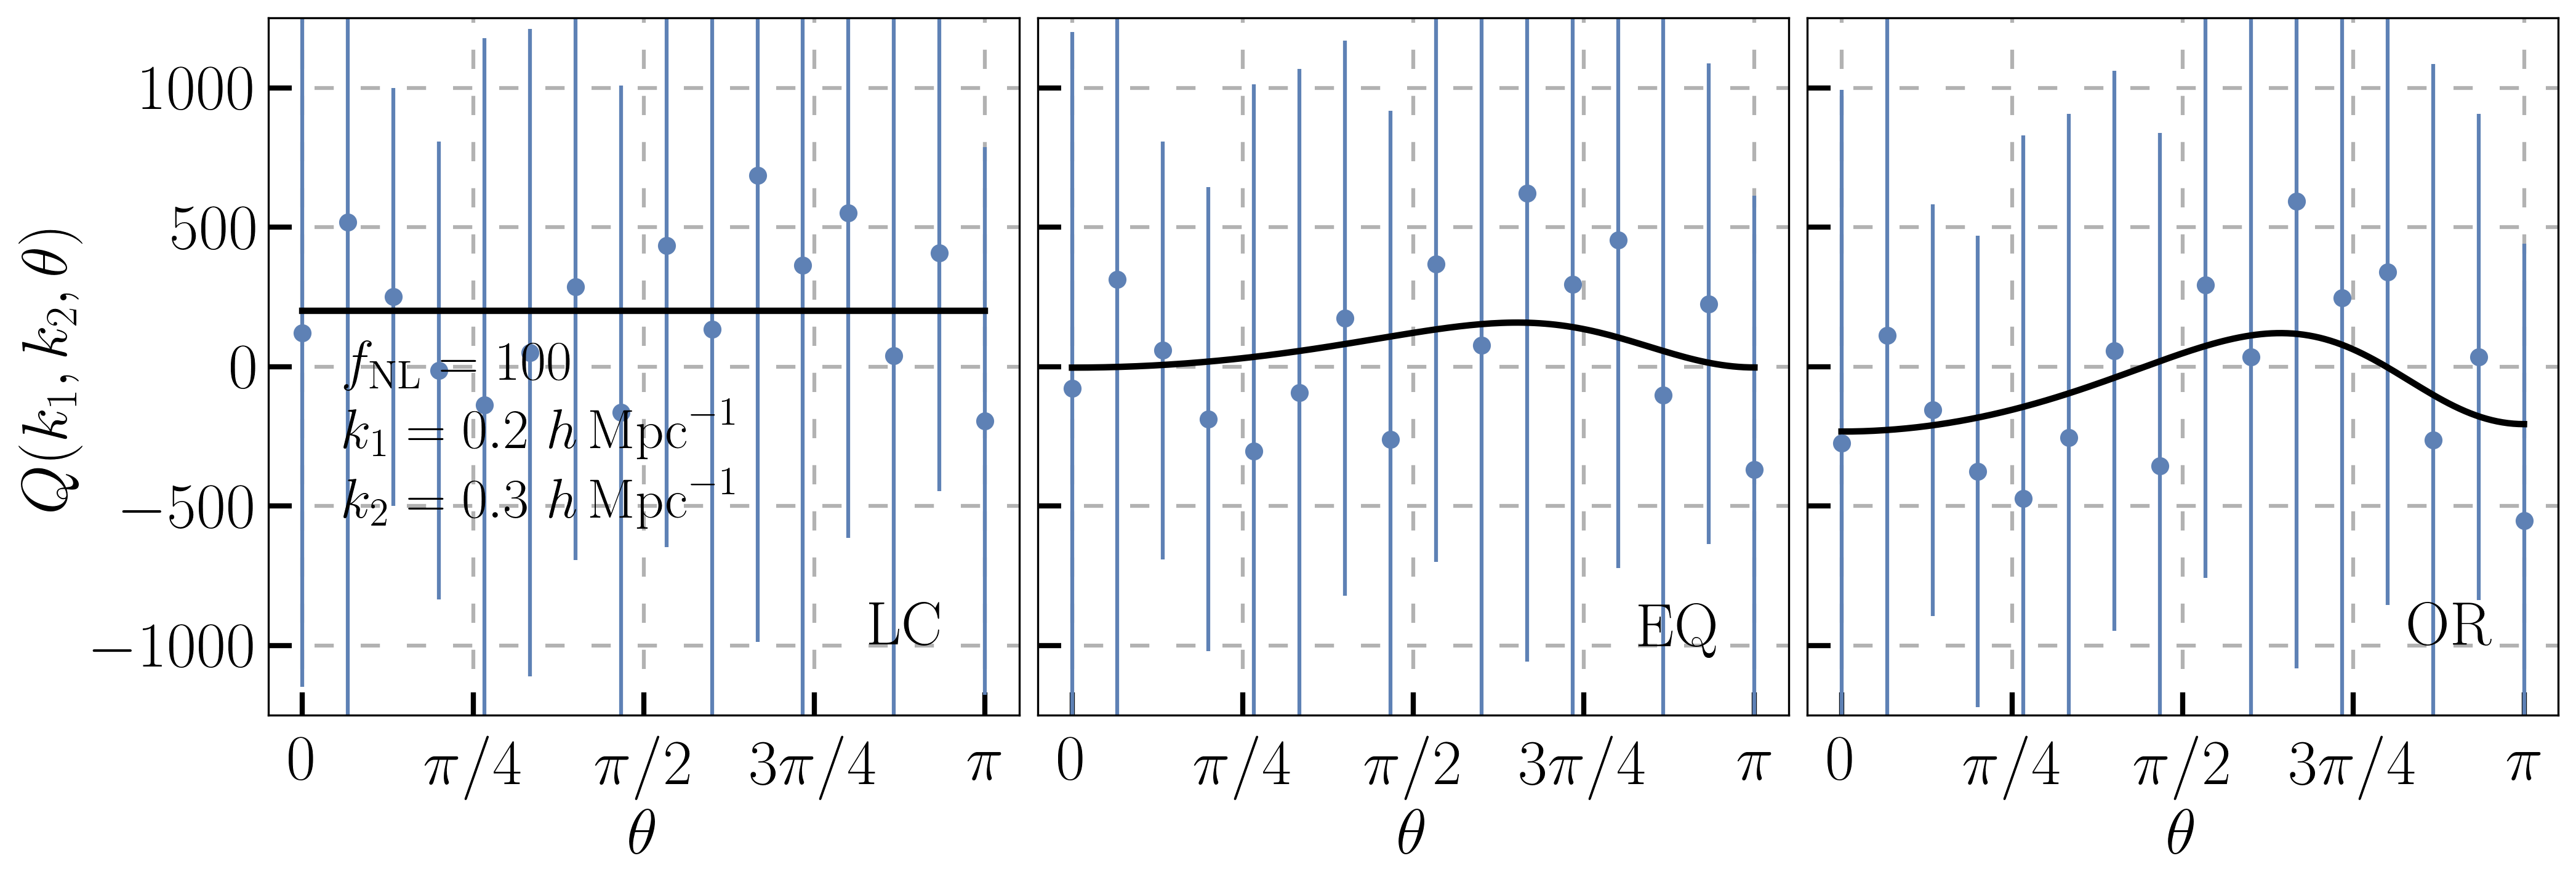 Q(k₁, k₂, θ)
1000
500
0
−500
−1000
f_NL = 100
k₁ = 0.2 h Mpc⁻¹
k₂ = 0.3 h Mpc⁻¹
LC
EQ
OR
0 π/4 π/2 3π/4 π
0 π/4 π/2 3π/4 π
0 π/4 π/2 3π/4 π
θ
θ
θ